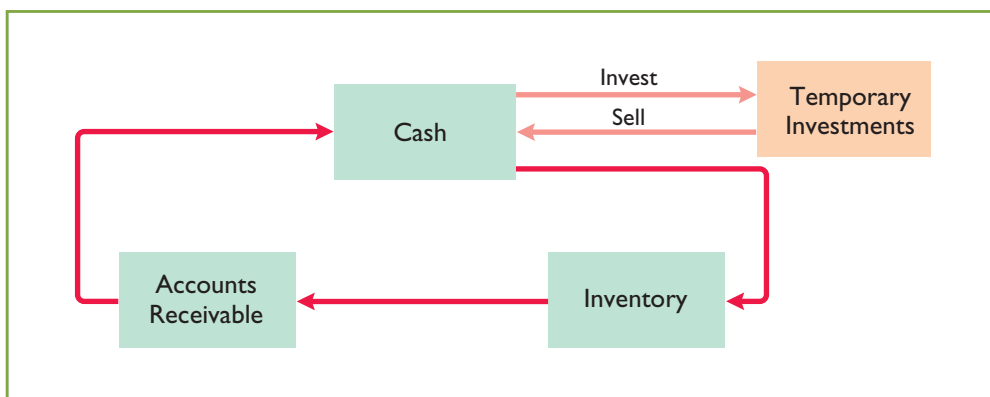 Invest
Temporary
Investments
Cash
Sell
Accounts
Receivable
Inventory